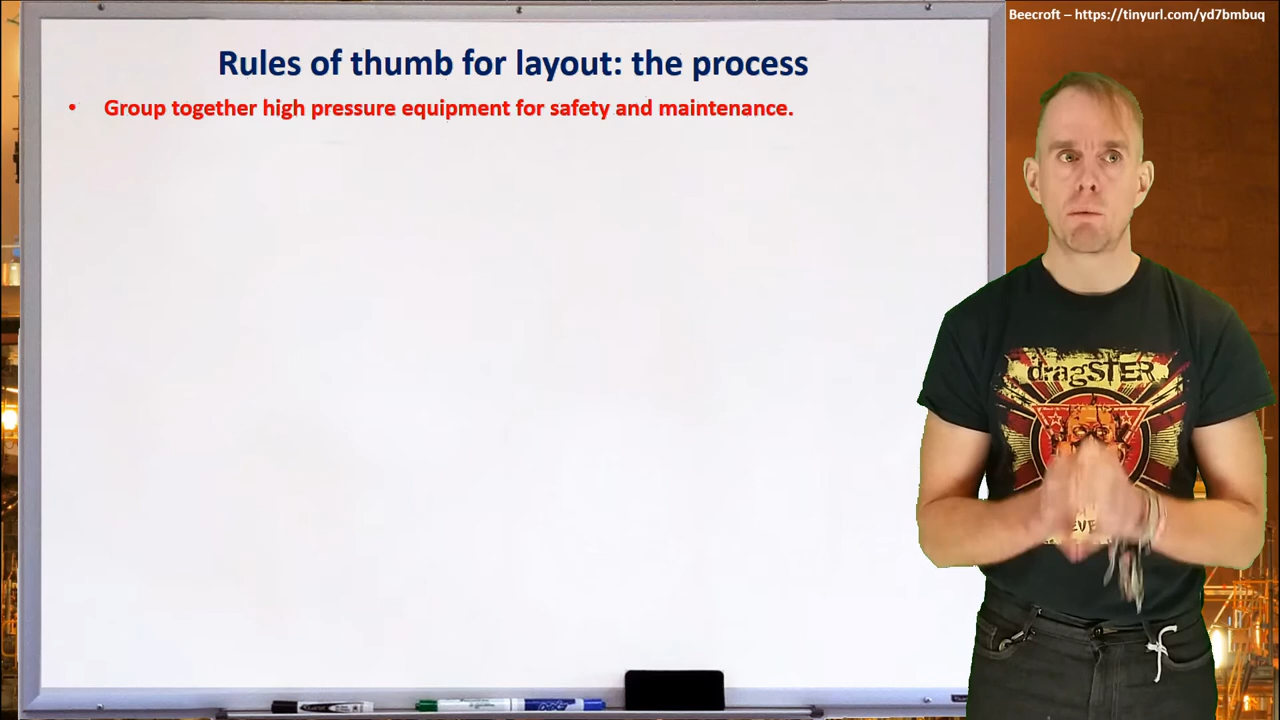 Beecroft – https://tinyurl.com/yd7bmbuq
Rules of thumb for layout: the process
• Group together high pressure equipment for safety and maintenance.
dragSTER